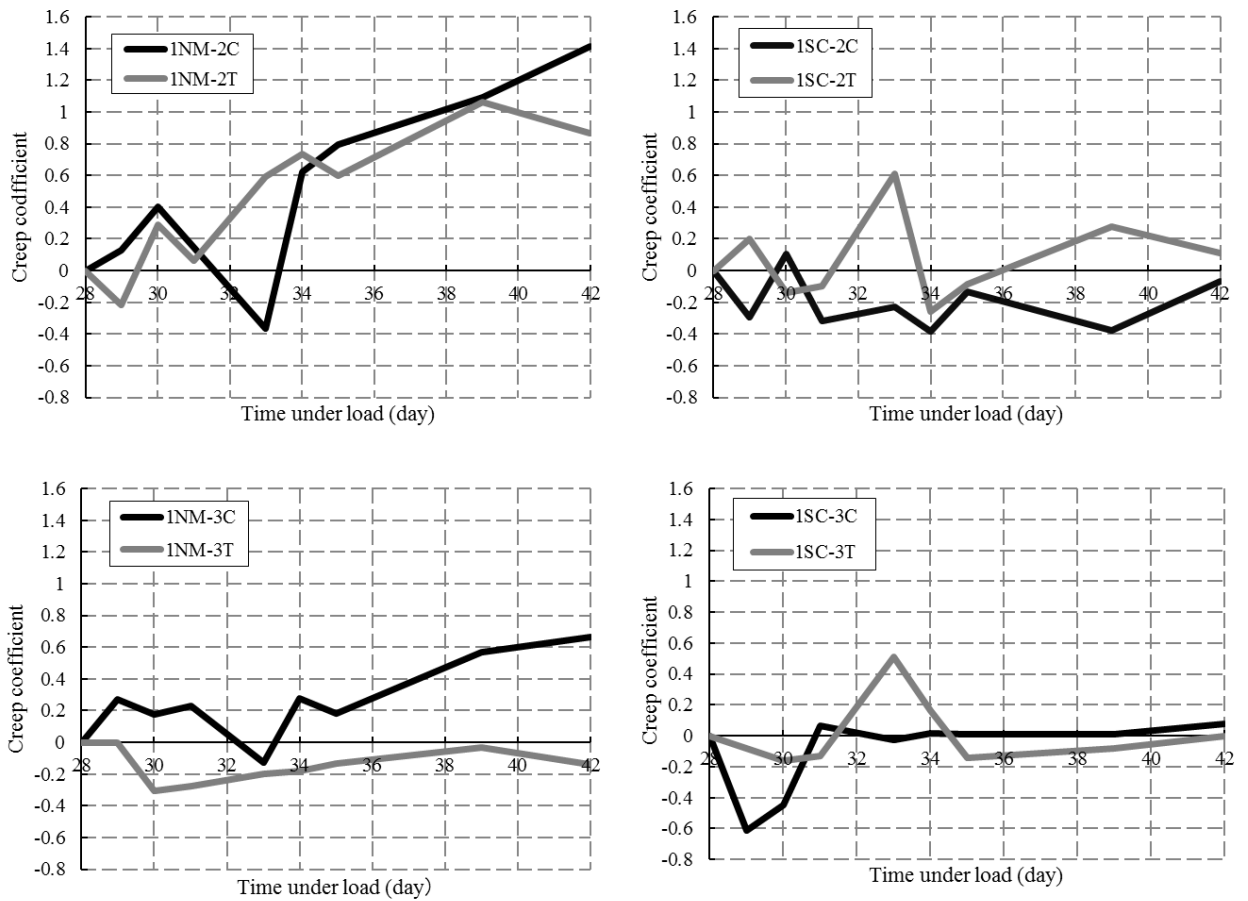 1.6
1.4
1.2
1
0.8
0.6
0.4
0.2
0
-0.2
-0.4
-0.6
-0.8
28 30 32 34 36 38 40 42
1NM-2C
1NM-2T
Creep codfficient
Time under load (day)
1.6
1.4
1.2
1
0.8
0.6
0.4
0.2
0
-0.2
-0.4
-0.6
-0.8
28 30 32 34 36 38 40 42
1SC-2C
1SC-2T
Creep coefficient
Time under load (day)
1.6
1.4
1.2
1
0.8
0.6
0.4
0.2
0
-0.2
-0.4
-0.6
-0.8
28 30 32 34 36 38 40 42
1NM-3C
1NM-3T
Creep coefficient
Time under load (day)
1.6
1.4
1.2
1
0.8
0.6
0.4
0.2
0
-0.2
-0.4
-0.6
-0.8
28 30 32 34 36 38 40 42
1SC-3C
1SC-3T
Creep coefficient
Time under load (day)